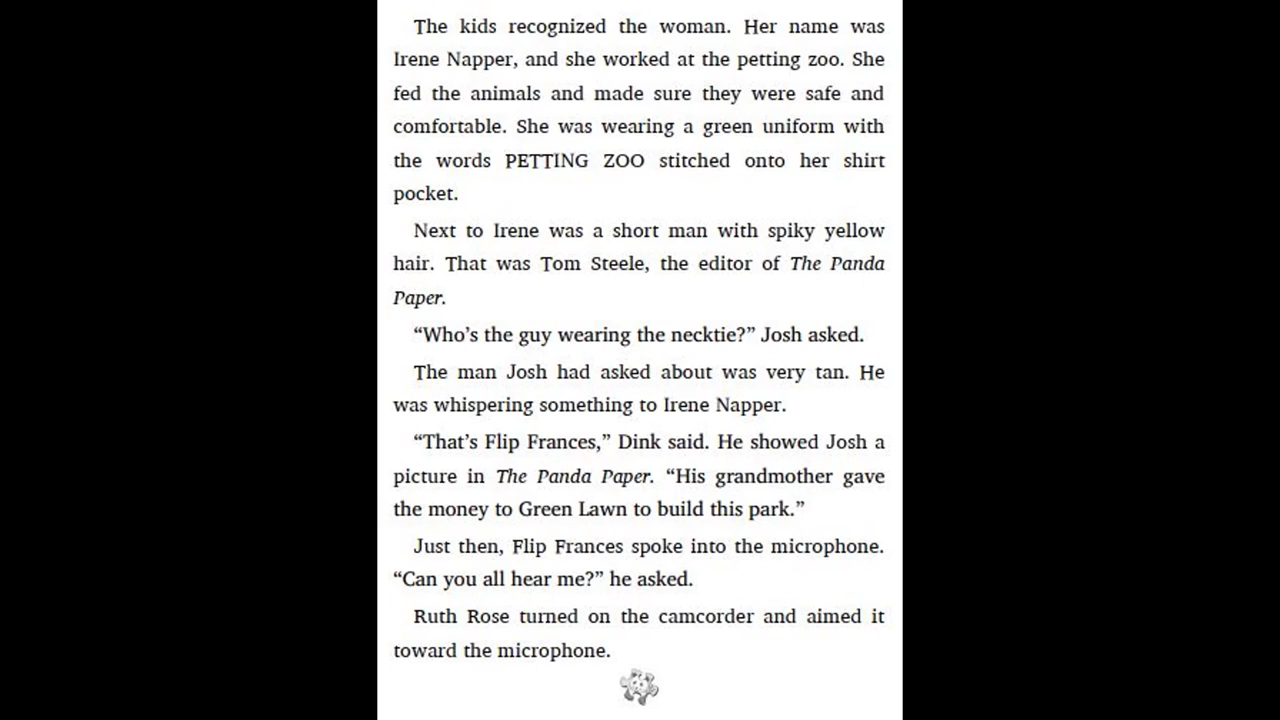 The kids recognized the woman. Her name was
Irene Napper, and she worked at the petting zoo. She
fed the animals and made sure they were safe and
comfortable. She was wearing a green uniform with
the words PETTING ZOO stitched onto her shirt
pocket.
Next to Irene was a short man with spiky yellow
hair. That was Tom Steele, the editor of The Panda
Paper.
“Who’s the guy wearing the necktie?” Josh asked.
The man Josh had asked about was very tan. He
was whispering something to Irene Napper.
“That’s Flip Frances,” Dink said. He showed Josh a
picture in The Panda Paper. “His grandmother gave
the money to Green Lawn to build this park.”
Just then, Flip Frances spoke into the microphone.
“Can you all hear me?” he asked.
Ruth Rose turned on the camcorder and aimed it
toward the microphone.